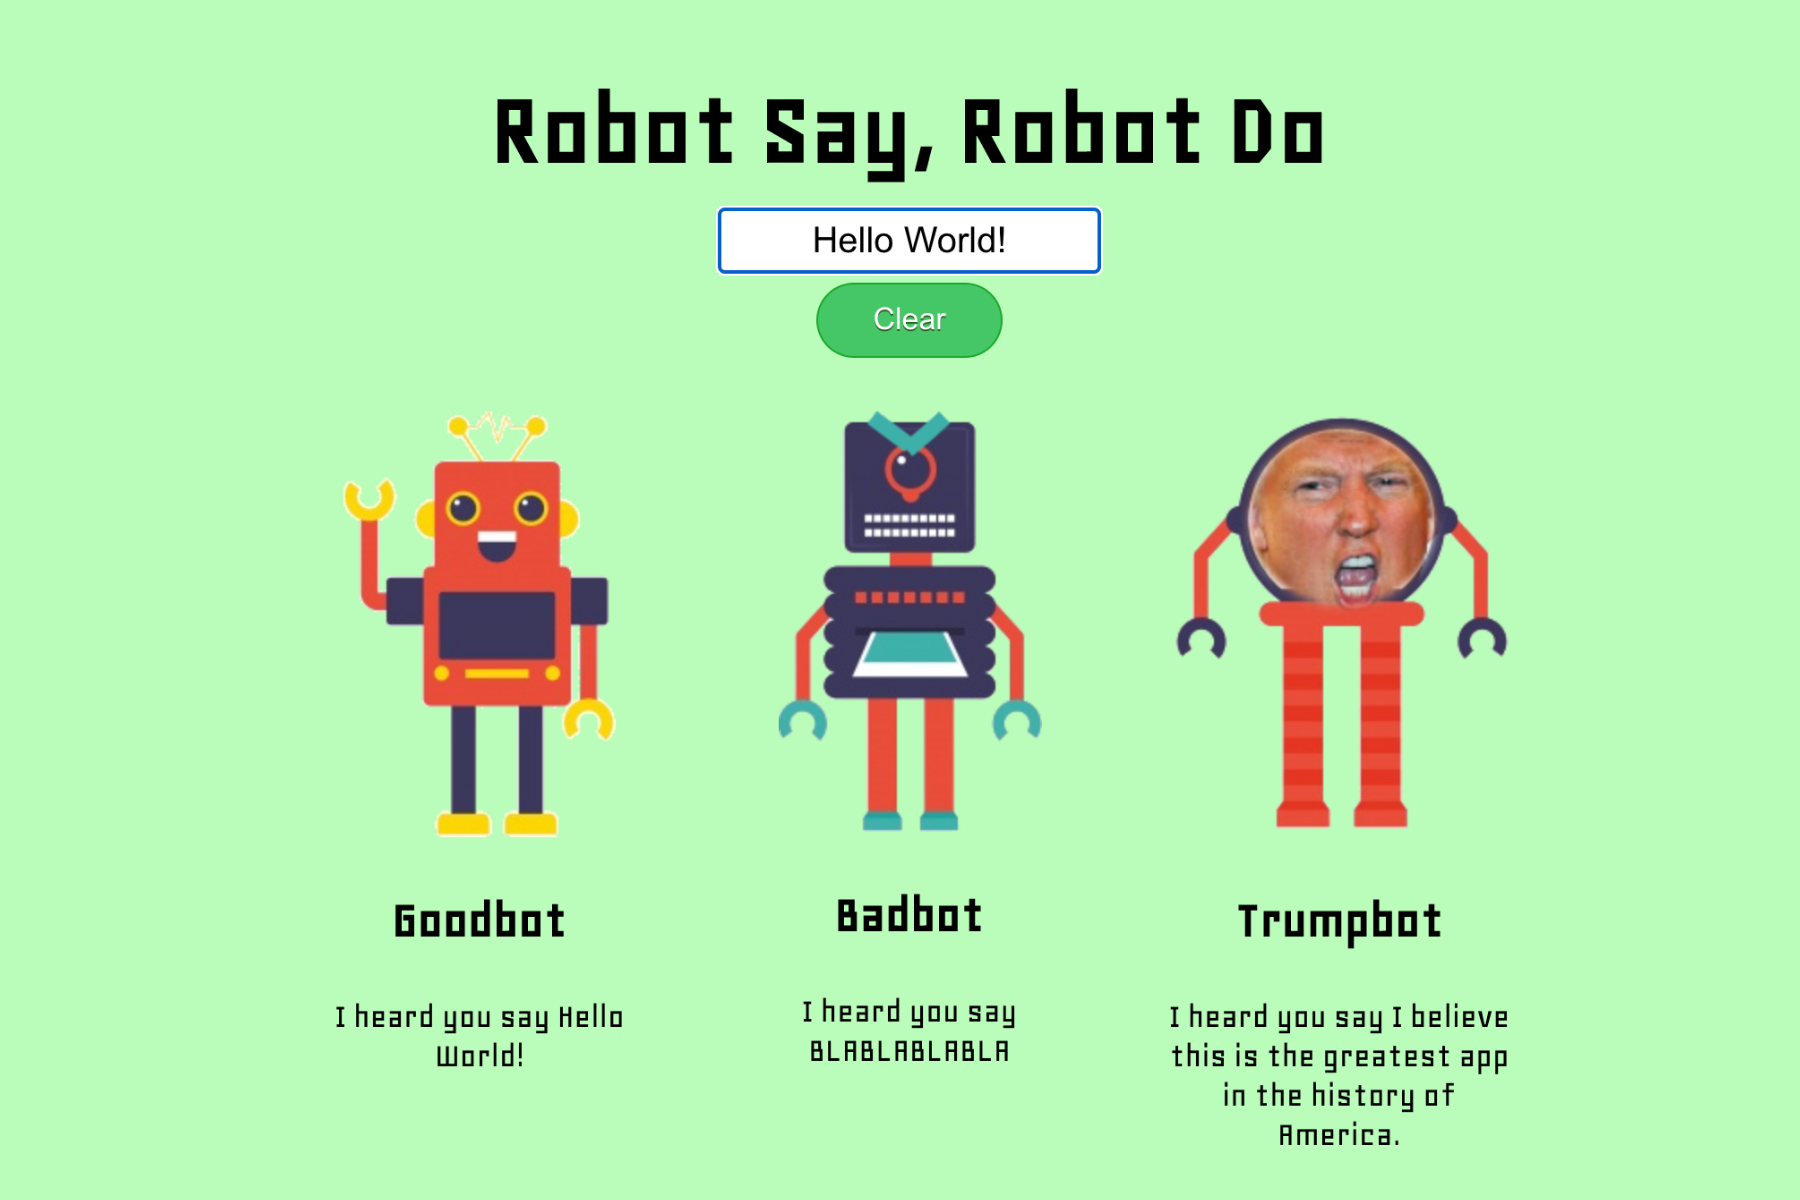 Robot Say, Robot Do
Hello World!
Clear
Goodbot
I heard you say Hello
World!
Badbot
I heard you say
BLABLABLABLA
Trumpbot
I heard you say I believe
this is the greatest app
in the history of
America.